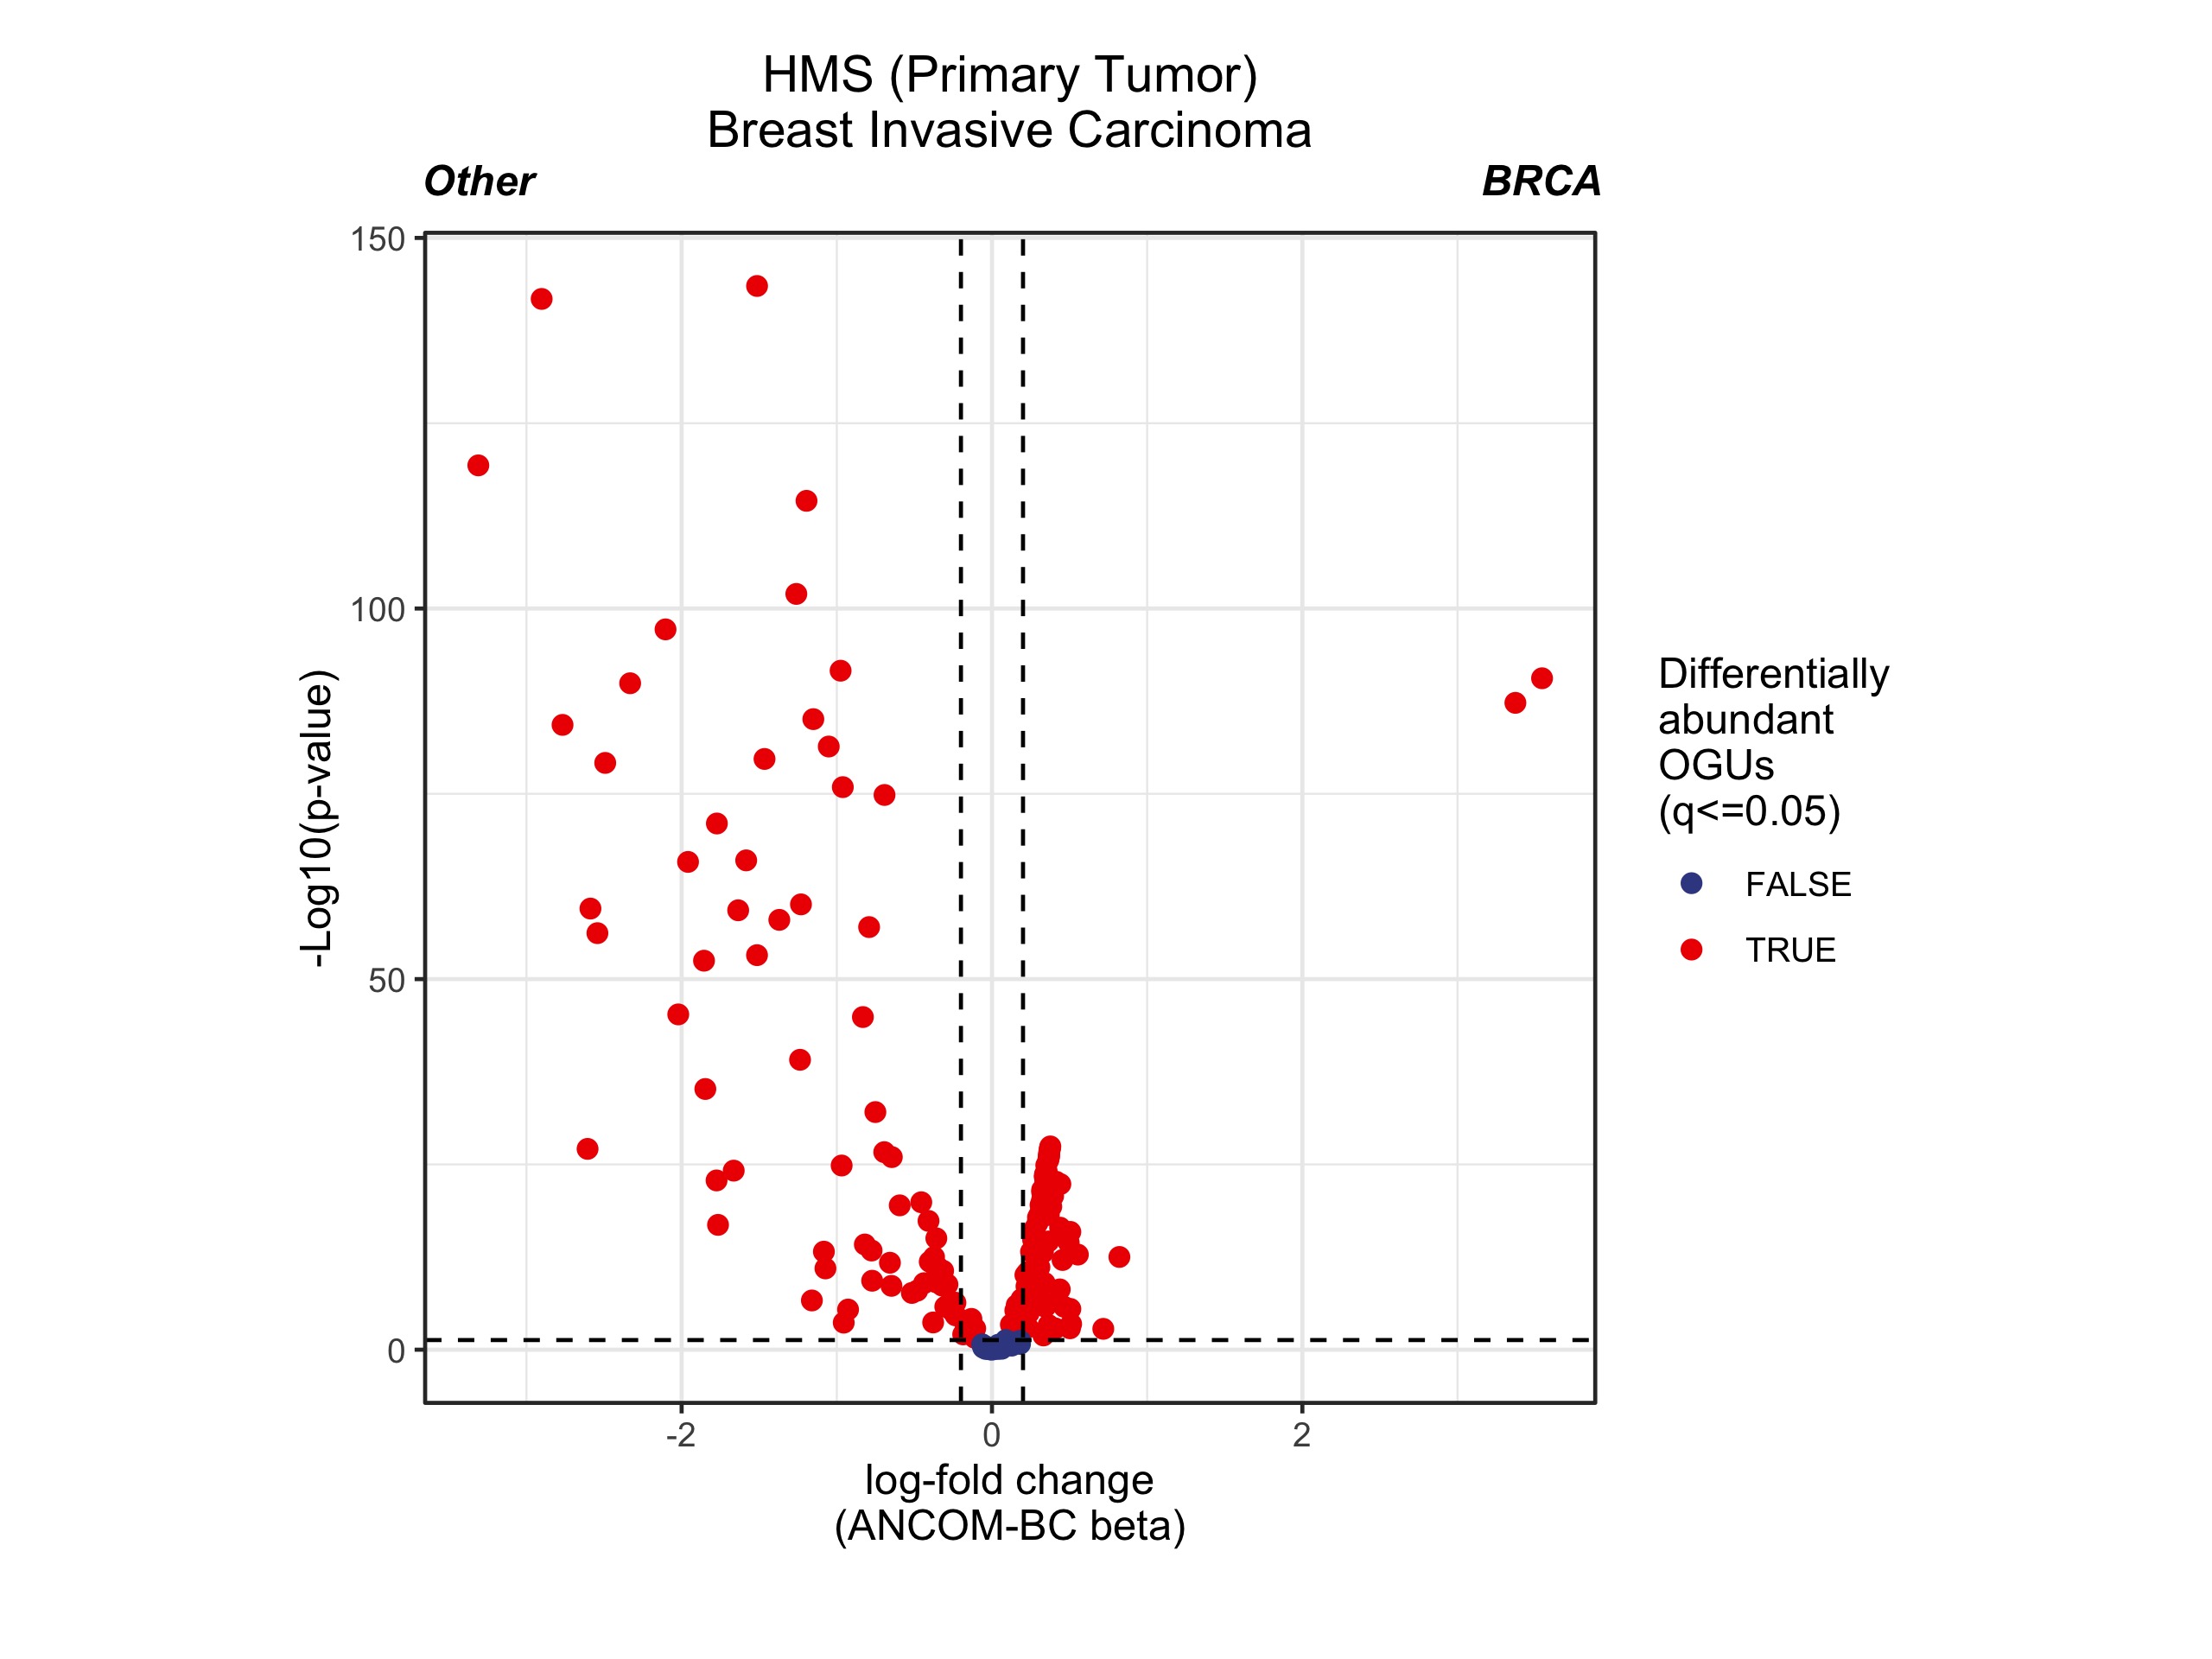 HMS (Primary Tumor)
Breast Invasive Carcinoma
Other
BRCA
150
100
50
0
-Log10(p-value)
-2
0
2
log-fold change
(ANCOM-BC beta)
Differentially
abundant
OGUs
(q<=0.05)
FALSE
TRUE